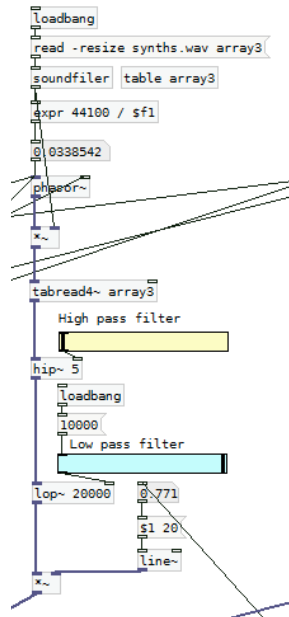 loadbang
read -resize synths.wav array3
soundfiler table array3
expr 44100 / $f1
0.0338542
phasor~
*~
tabread4~ array3
High pass filter
hip~ 5
loadbang
10000
Low pass filter
lop~ 20000 0.771
$1 20
line~
*~